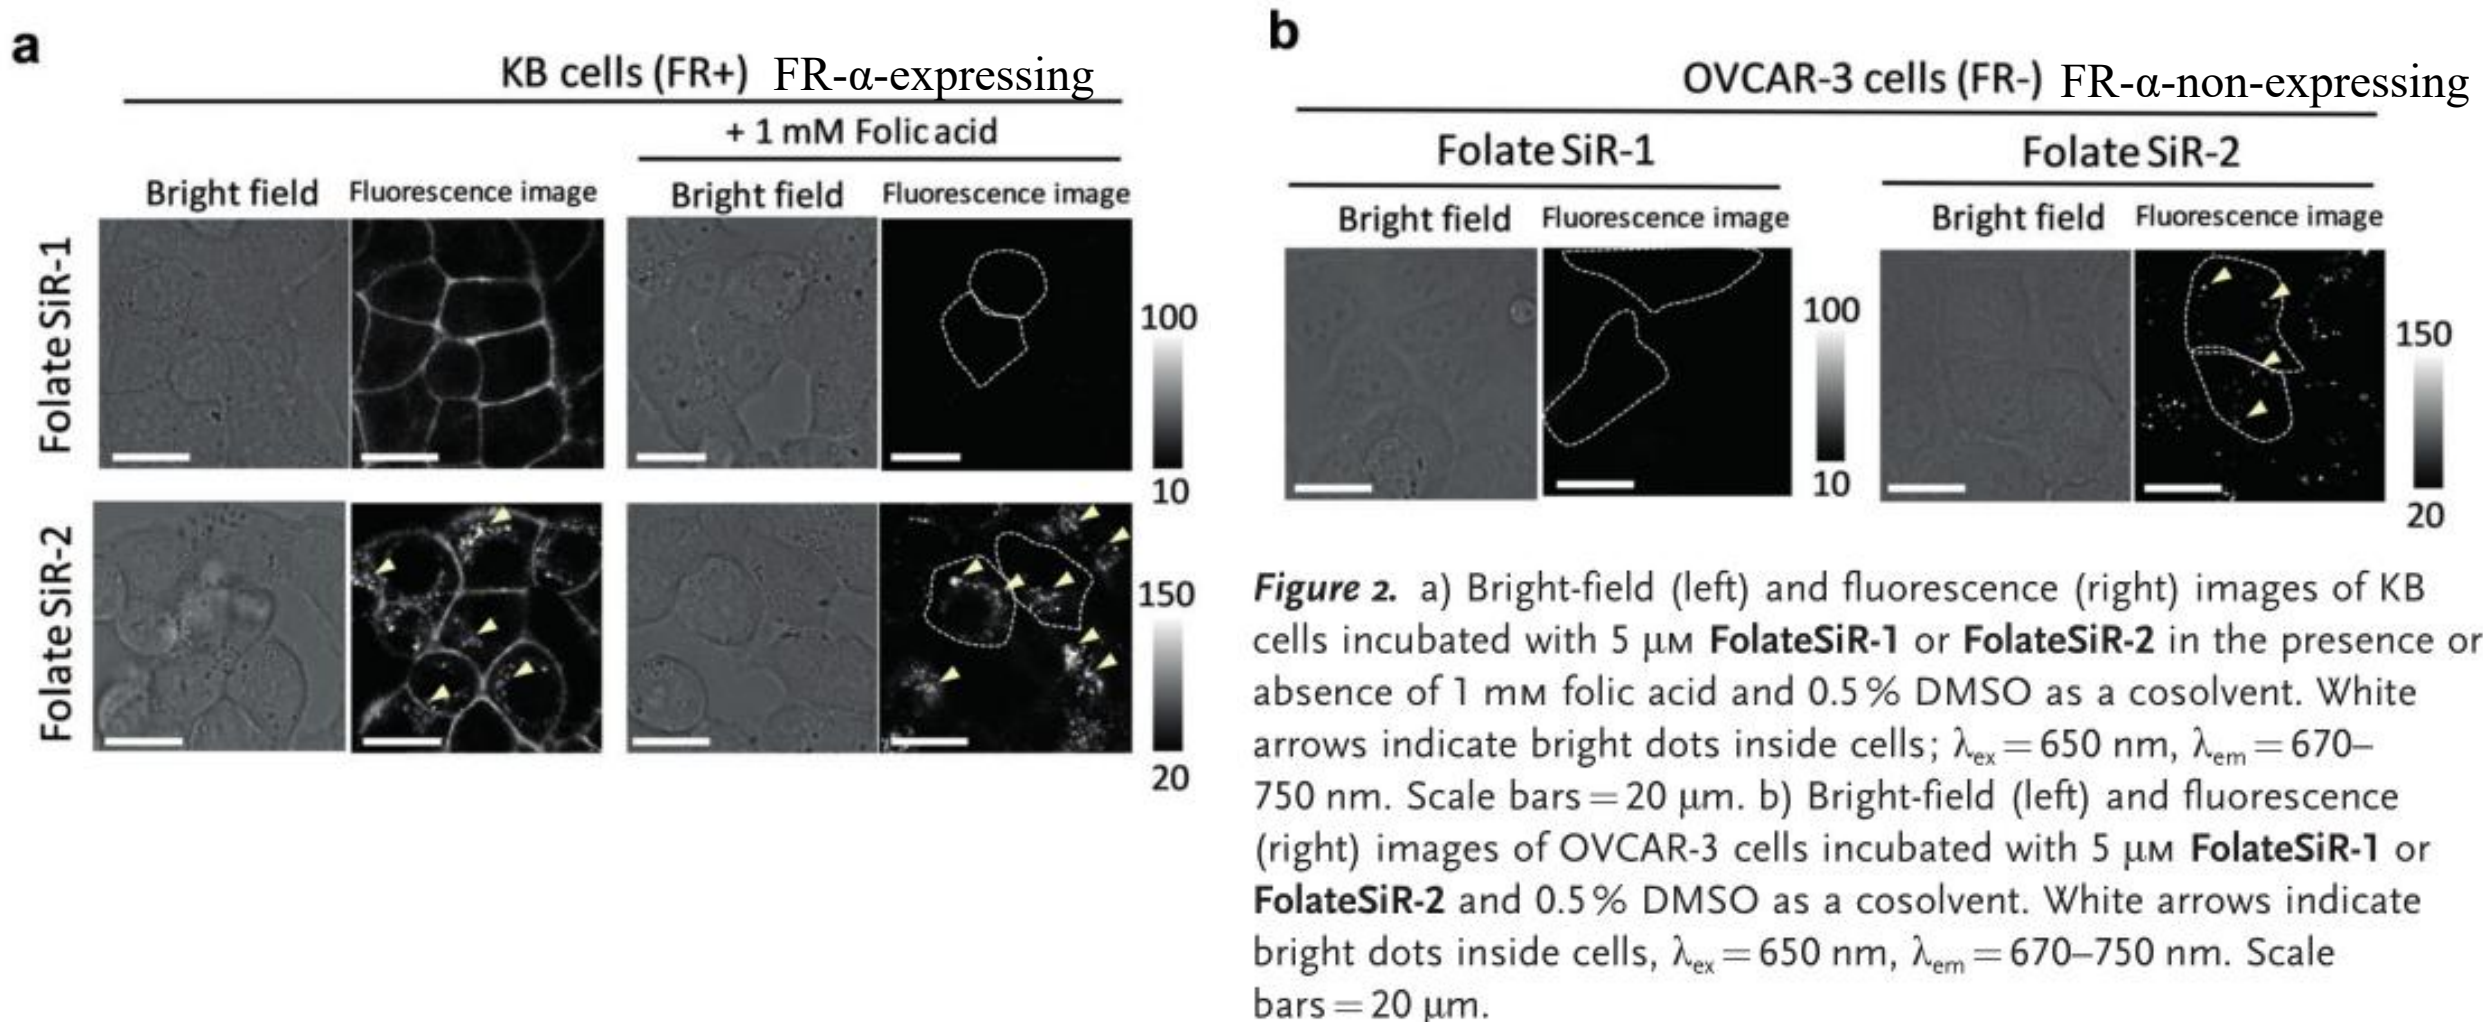 a
KB cells (FR+) FR-α-expressing
+ 1 mM Folic acid
Bright field Fluorescence image Bright field Fluorescence image
Folate SiR-1
100
10
Folate SiR-2
150
20
b
OVCAR-3 cells (FR-) FR-α-non-expressing
Folate SiR-1 Folate SiR-2
Bright field Fluorescence image Bright field Fluorescence image
100
10
150
20
Figure 2. a) Bright-field (left) and fluorescence (right) images of KB
cells incubated with 5 μM FolateSiR-1 or FolateSiR-2 in the presence or
absence of 1 mM folic acid and 0.5 % DMSO as a cosolvent. White
arrows indicate bright dots inside cells; λex = 650 nm, λem = 670–
750 nm. Scale bars = 20 μm. b) Bright-field (left) and fluorescence
(right) images of OVCAR-3 cells incubated with 5 μM FolateSiR-1 or
FolateSiR-2 and 0.5 % DMSO as a cosolvent. White arrows indicate
bright dots inside cells, λex = 650 nm, λem = 670–750 nm. Scale
bars = 20 μm.